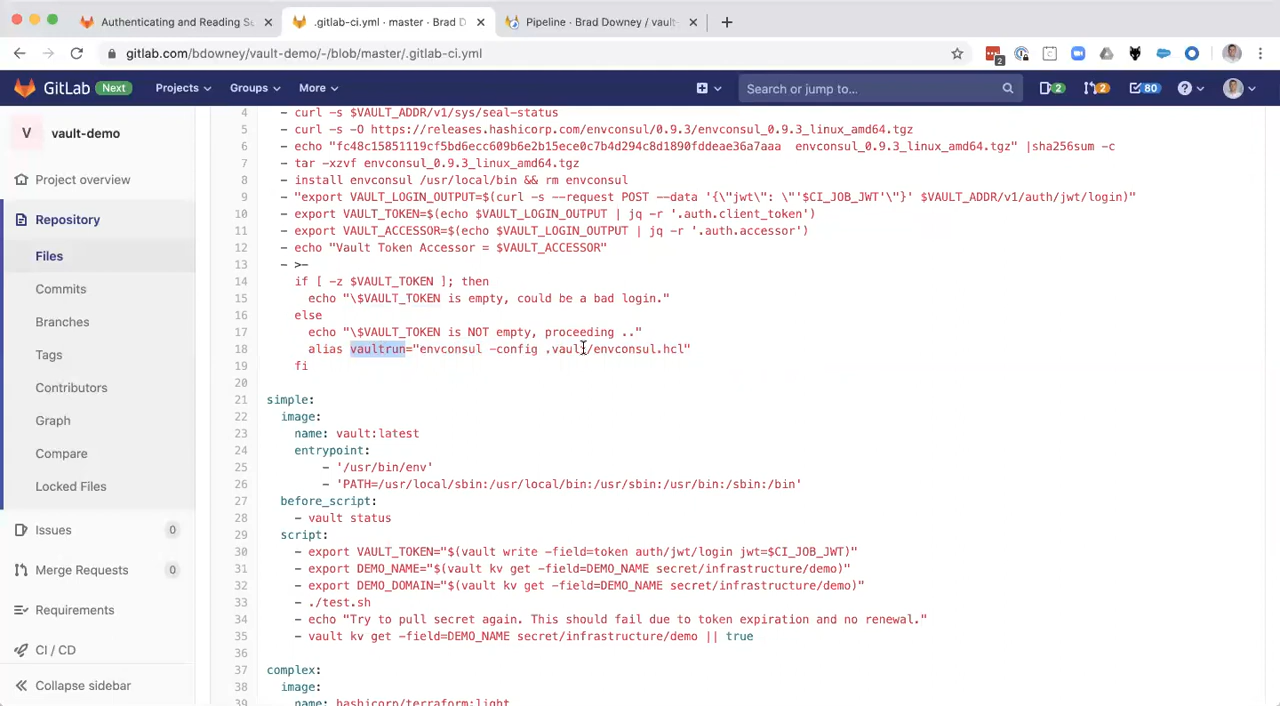 Authenticating and Reading Se
.gitlab-ci.yml · master · Brad D
Pipeline · Brad Downey / vault-
gitlab.com/bdowney/vault-demo/-/blob/master/.gitlab-ci.yml
2
GitLab Next Projects Groups More Search or jump to... 2 2 80
V vault-demo
Project overview
Repository
Files
Commits
Branches
Tags
Contributors
Graph
Compare
Locked Files
Issues 0
Merge Requests 0
Requirements 0
CI / CD
Collapse sidebar
4 - curl -s $VAULT_ADDR/v1/sys/seal-status
5 - curl -s -O https://releases.hashicorp.com/envconsul/0.9.3/envconsul_0.9.3_linux_amd64.tgz
6 - echo "fc48c15851119cf5bd6ecc609b6e2b15ece0c7b4d294c8d1890fddeae36a7aaa  envconsul_0.9.3_linux_amd64.tgz" |sha256sum -c
7 - tar -xzvf envconsul_0.9.3_linux_amd64.tgz
8 - install envconsul /usr/local/bin && rm envconsul
9 - "export VAULT_LOGIN_OUTPUT=$(curl -s --request POST --data '{\"jwt\": \"'$CI_JOB_JWT'\"}' $VAULT_ADDR/v1/auth/jwt/login)"
10 - export VAULT_TOKEN=$(echo $VAULT_LOGIN_OUTPUT | jq -r '.auth.client_token')
11 - export VAULT_ACCESSOR=$(echo $VAULT_LOGIN_OUTPUT | jq -r '.auth.accessor')
12 - echo "Vault Token Accessor = $VAULT_ACCESSOR"
13 - >-
14 if [ -z $VAULT_TOKEN ]; then
15 echo "\$VAULT_TOKEN is empty, could be a bad login."
16 else
17 echo "\$VAULT_TOKEN is NOT empty, proceeding .."
18 alias vaultrun="envconsul -config .vault/envconsul.hcl"
19 fi
20
21 simple:
22 image:
23 name: vault:latest
24 entrypoint:
25 - '/usr/bin/env'
26 - 'PATH=/usr/local/sbin:/usr/local/bin:/usr/sbin:/usr/bin:/sbin:/bin'
27 before_script:
28 - vault status
29 script:
30 - export VAULT_TOKEN="$(vault write -field=token auth/jwt/login jwt=$CI_JOB_JWT)"
31 - export DEMO_NAME="$(vault kv get -field=DEMO_NAME secret/infrastructure/demo)"
32 - export DEMO_DOMAIN="$(vault kv get -field=DEMO_NAME secret/infrastructure/demo)"
33 - ./test.sh
34 - echo "Try to pull secret again. This should fail due to token expiration and no renewal."
35 - vault kv get -field=DEMO_NAME secret/infrastructure/demo || true
36
37 complex:
38 image:
39 name: hashicorp/terraform:light